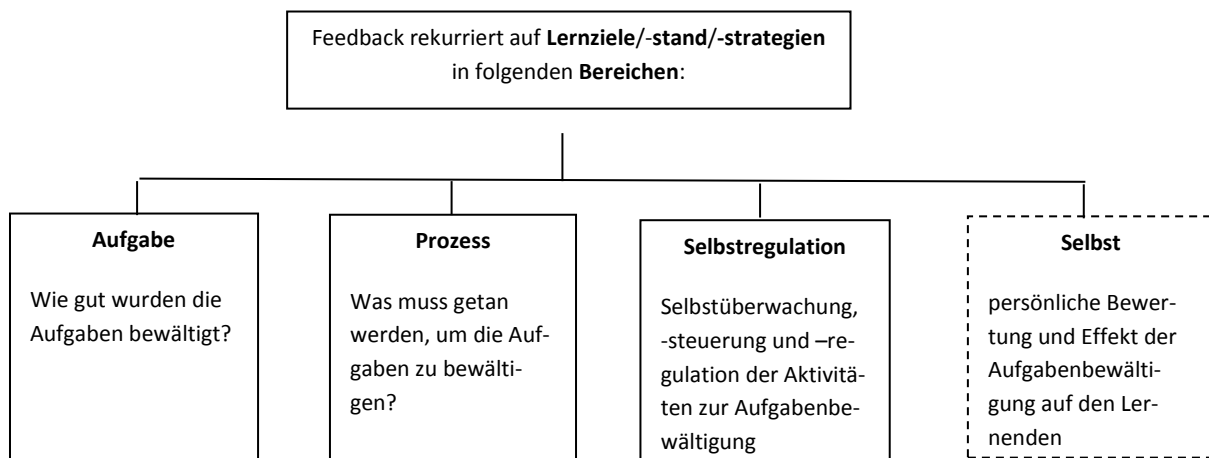 Feedback rekurriert auf Lernziele/-stand/-strategien
in folgenden Bereichen:
Aufgabe
Wie gut wurden die
Aufgaben bewältigt?
Prozess
Was muss getan
werden, um die Auf-
gaben zu bewälti-
gen?
Selbstregulation
Selbstüberwachung,
-steuerung und –re-
gulation der Aktivitä-
ten zur Aufgabenbe-
wältigung
Selbst
persönliche Bewer-
tung und Effekt der
Aufgabenbewälti-
gung auf den Ler-
nenden